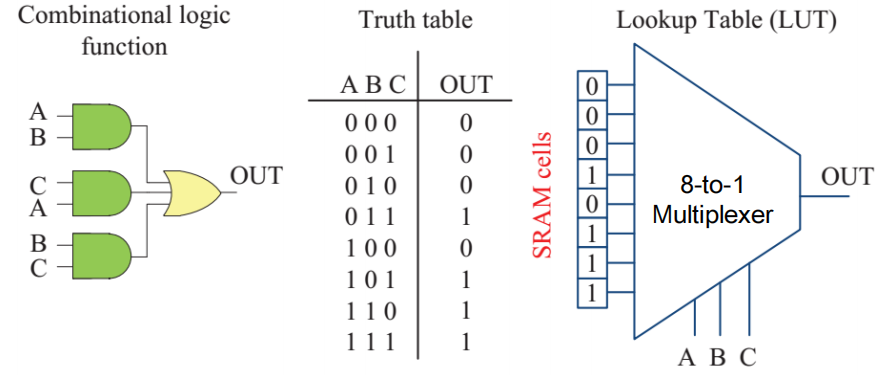 Combinational logic
function
A
B
C
A
B
C
OUT
Truth table
A B C OUT
0 0 0 0
0 0 1 0
0 1 0 0
0 1 1 1
1 0 0 0
1 0 1 1
1 1 0 1
1 1 1 1
Lookup Table (LUT)
SRAM cells
0
0
0
1
0
1
1
1
8-to-1
Multiplexer
OUT
A B C